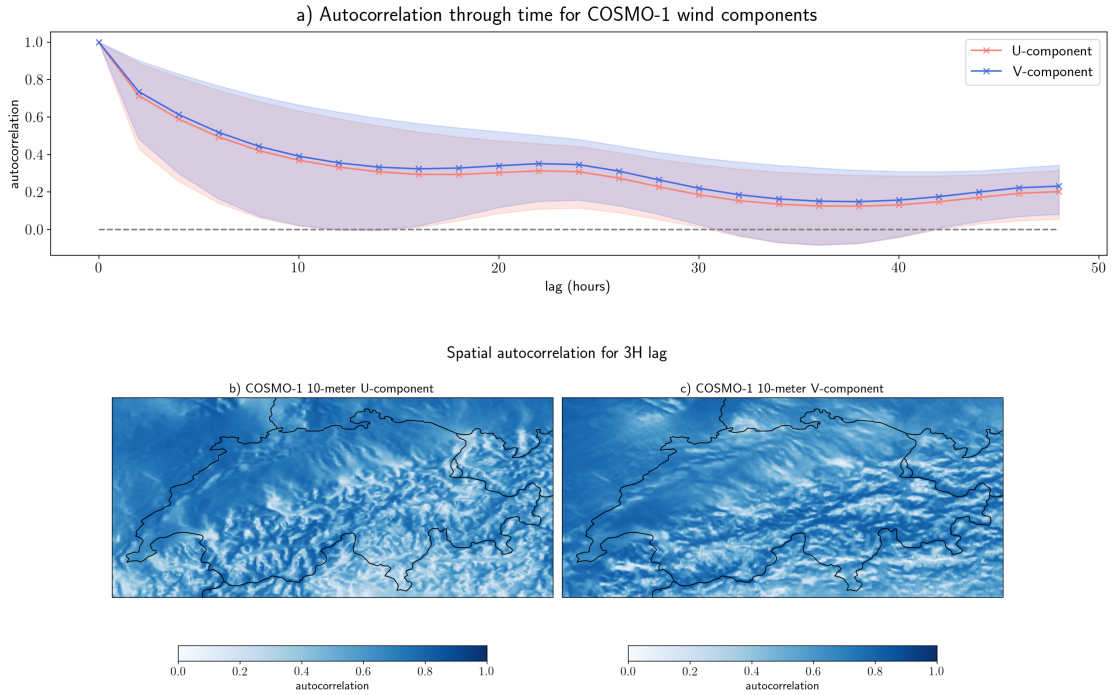 a) Autocorrelation through time for COSMO-1 wind components
1.0
0.8
0.6
0.4
0.2
0.0
autocorrelation
U-component
V-component
0 10 20 30 40 50
lag (hours)
Spatial autocorrelation for 3H lag
b) COSMO-1 10-meter U-component
c) COSMO-1 10-meter V-component
0.0 0.2 0.4 0.6 0.8 1.0
autocorrelation
0.0 0.2 0.4 0.6 0.8 1.0
autocorrelation